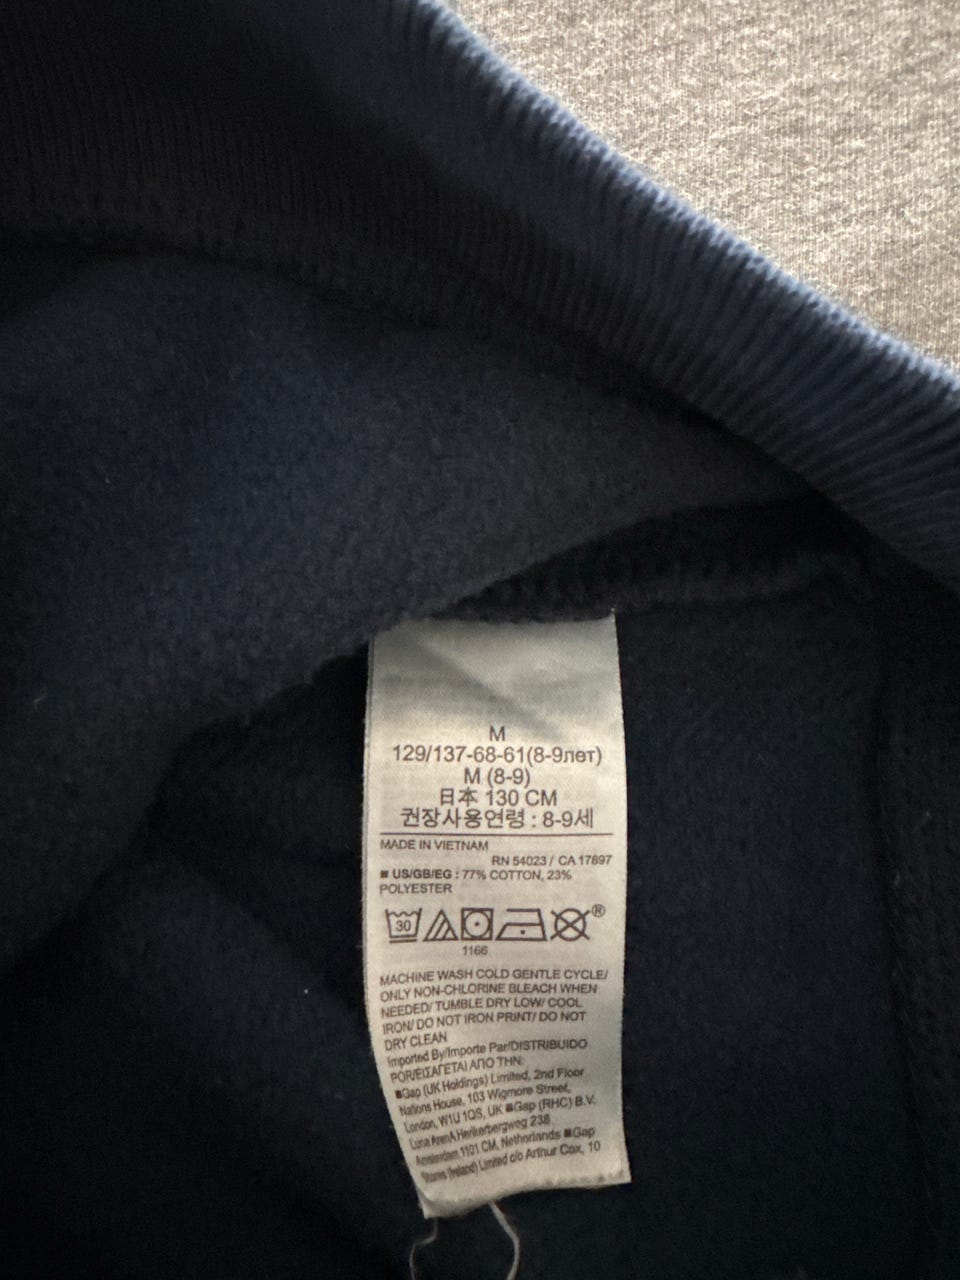 M
129/137-68-61(8-9лет)
M (8-9)
日本 130 CM
권장사용연령 : 8-9세
MADE IN VIETNAM
RN 54023 / CA 17897
■ US/GB/EG : 77% COTTON, 23%
POLYESTER
30
®
1166
MACHINE WASH COLD GENTLE CYCLE/
ONLY NON-CHLORINE BLEACH WHEN
NEEDED/ TUMBLE DRY LOW/ COOL
IRON/ DO NOT IRON PRINT/ DO NOT
DRY CLEAN
Imported By/Importe Par/DISTRIBUIDO
POR/ΕΙΣΑΓΕΤΑΙ ΑΠΟ ΤΗΝ:
■Gap (UK Holdings) Limited, 2nd Floor
Nations House, 103 Wigmore Street,
London, W1U 1QS, UK ■Gap (RHC) B.V.
Luna ArenA Herikerbergweg 238
Amsterdam 1101 CM, Netherlands ■Gap
Stores (Ireland) Limited c/o Arthur Cox, 10